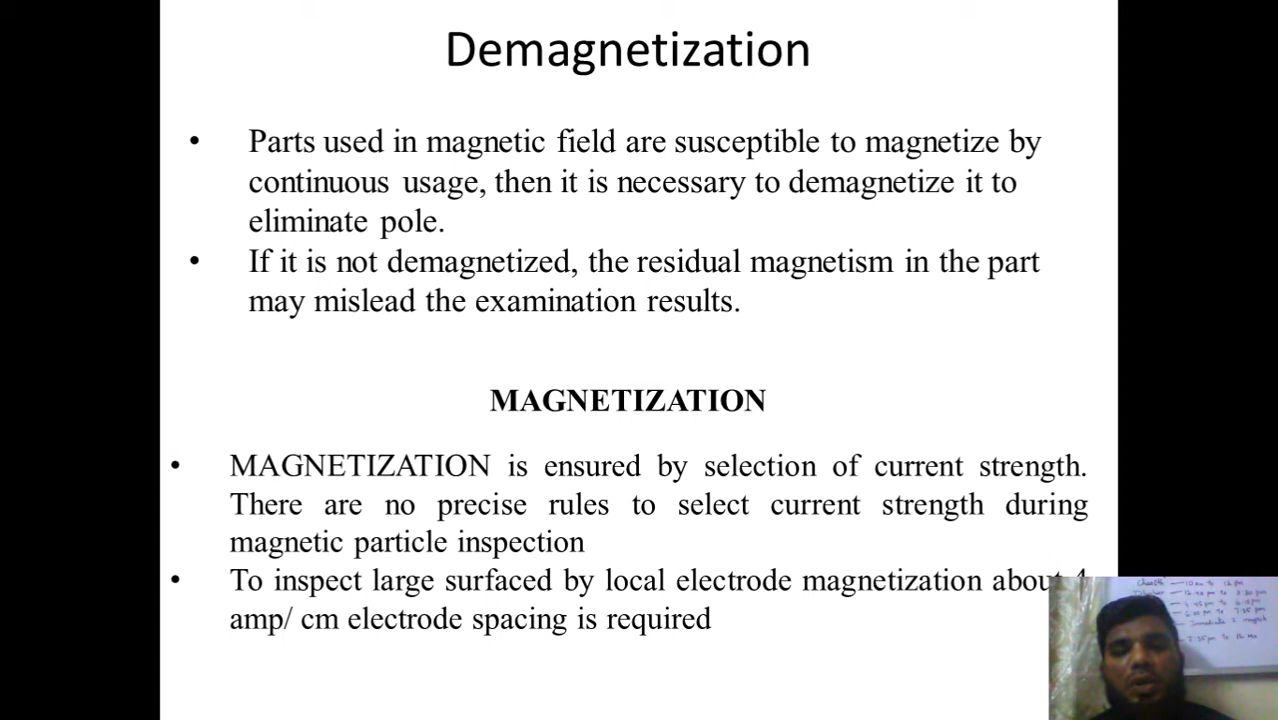 Demagnetization
• Parts used in magnetic field are susceptible to magnetize by
continuous usage, then it is necessary to demagnetize it to
eliminate pole.
• If it is not demagnetized, the residual magnetism in the part
may mislead the examination results.
MAGNETIZATION
• MAGNETIZATION is ensured by selection of current strength.
There are no precise rules to select current strength during
magnetic particle inspection
• To inspect large surfaced by local electrode magnetization about 4
amp/ cm electrode spacing is required
to 12 pm